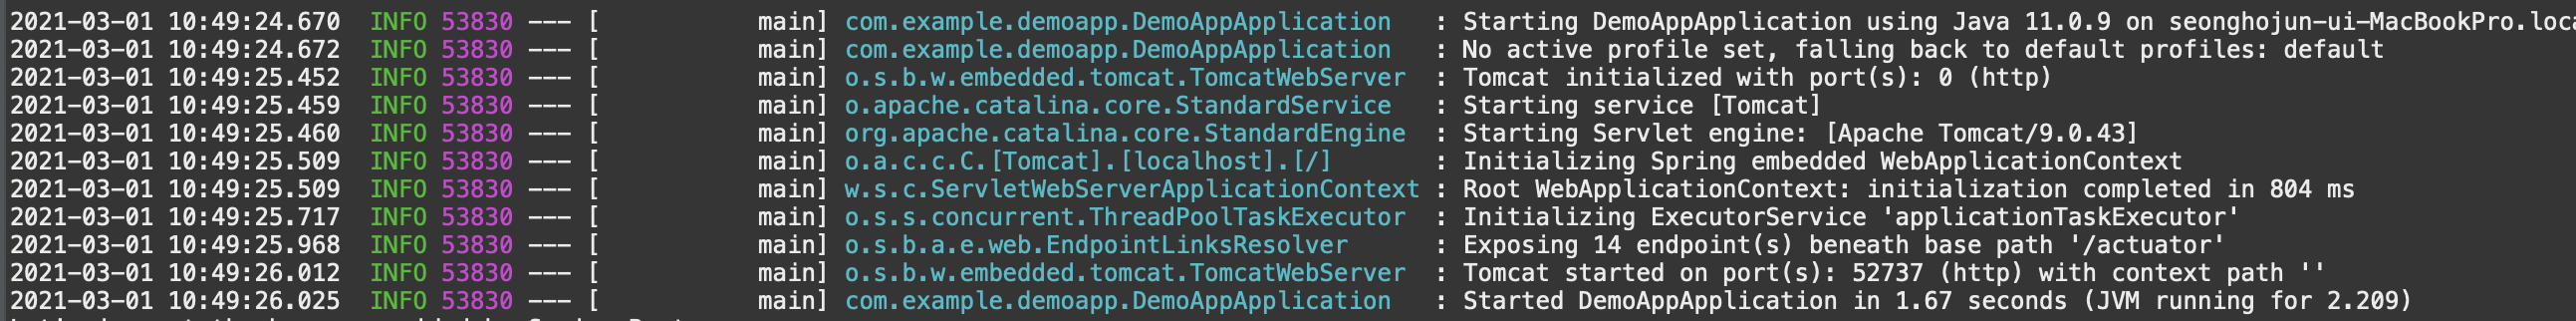 2021-03-01 10:49:24.670  INFO 53830 --- [           main] com.example.demoapp.DemoAppApplication   : Starting DemoAppApplication using Java 11.0.9 on seonghojun-ui-MacBookPro.loca
2021-03-01 10:49:24.672  INFO 53830 --- [           main] com.example.demoapp.DemoAppApplication   : No active profile set, falling back to default profiles: default
2021-03-01 10:49:25.452  INFO 53830 --- [           main] o.s.b.w.embedded.tomcat.TomcatWebServer  : Tomcat initialized with port(s): 0 (http)
2021-03-01 10:49:25.459  INFO 53830 --- [           main] o.apache.catalina.core.StandardService   : Starting service [Tomcat]
2021-03-01 10:49:25.460  INFO 53830 --- [           main] org.apache.catalina.core.StandardEngine  : Starting Servlet engine: [Apache Tomcat/9.0.43]
2021-03-01 10:49:25.509  INFO 53830 --- [           main] o.a.c.c.C.[Tomcat].[localhost].[/]       : Initializing Spring embedded WebApplicationContext
2021-03-01 10:49:25.509  INFO 53830 --- [           main] w.s.c.ServletWebServerApplicationContext : Root WebApplicationContext: initialization completed in 804 ms
2021-03-01 10:49:25.717  INFO 53830 --- [           main] o.s.s.concurrent.ThreadPoolTaskExecutor  : Initializing ExecutorService 'applicationTaskExecutor'
2021-03-01 10:49:25.968  INFO 53830 --- [           main] o.s.b.a.e.web.EndpointLinksResolver      : Exposing 14 endpoint(s) beneath base path '/actuator'
2021-03-01 10:49:26.012  INFO 53830 --- [           main] o.s.b.w.embedded.tomcat.TomcatWebServer  : Tomcat started on port(s): 52737 (http) with context path ''
2021-03-01 10:49:26.025  INFO 53830 --- [           main] com.example.demoapp.DemoAppApplication   : Started DemoAppApplication in 1.67 seconds (JVM running for 2.209)